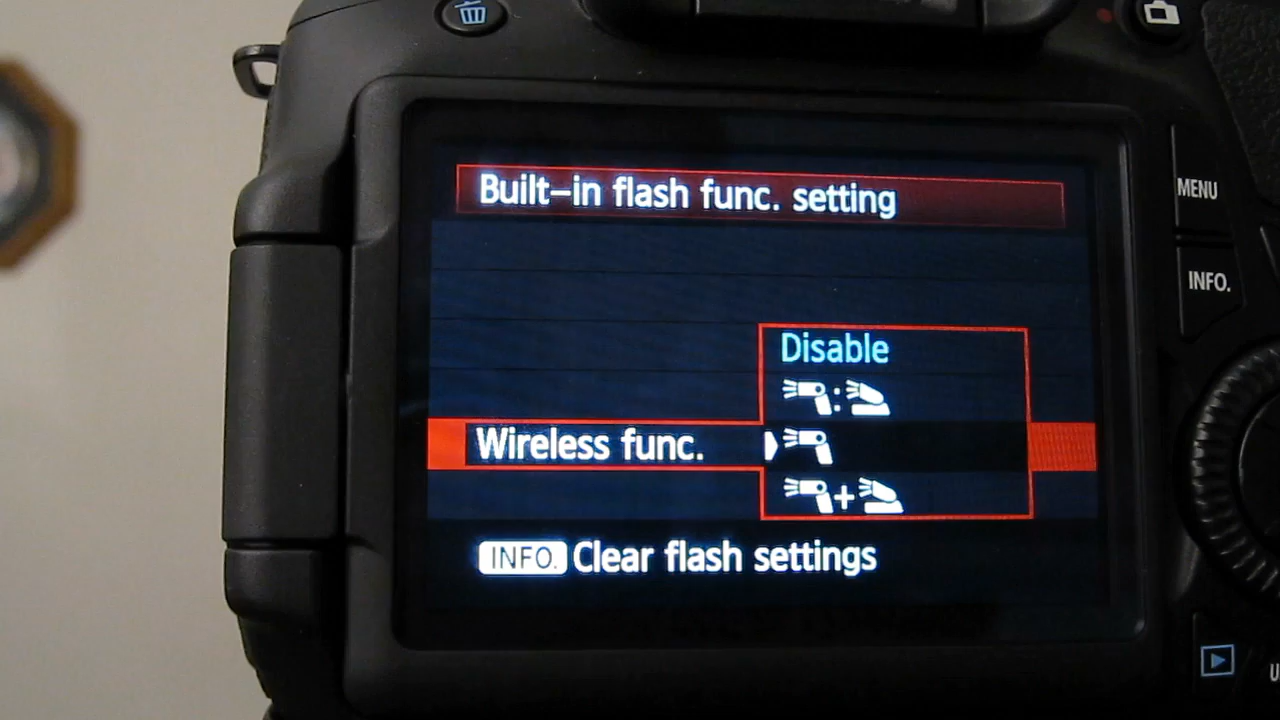 Built-in flash func. setting
MENU
INFO.
Disable
:
Wireless func.
+
INFO. Clear flash settings